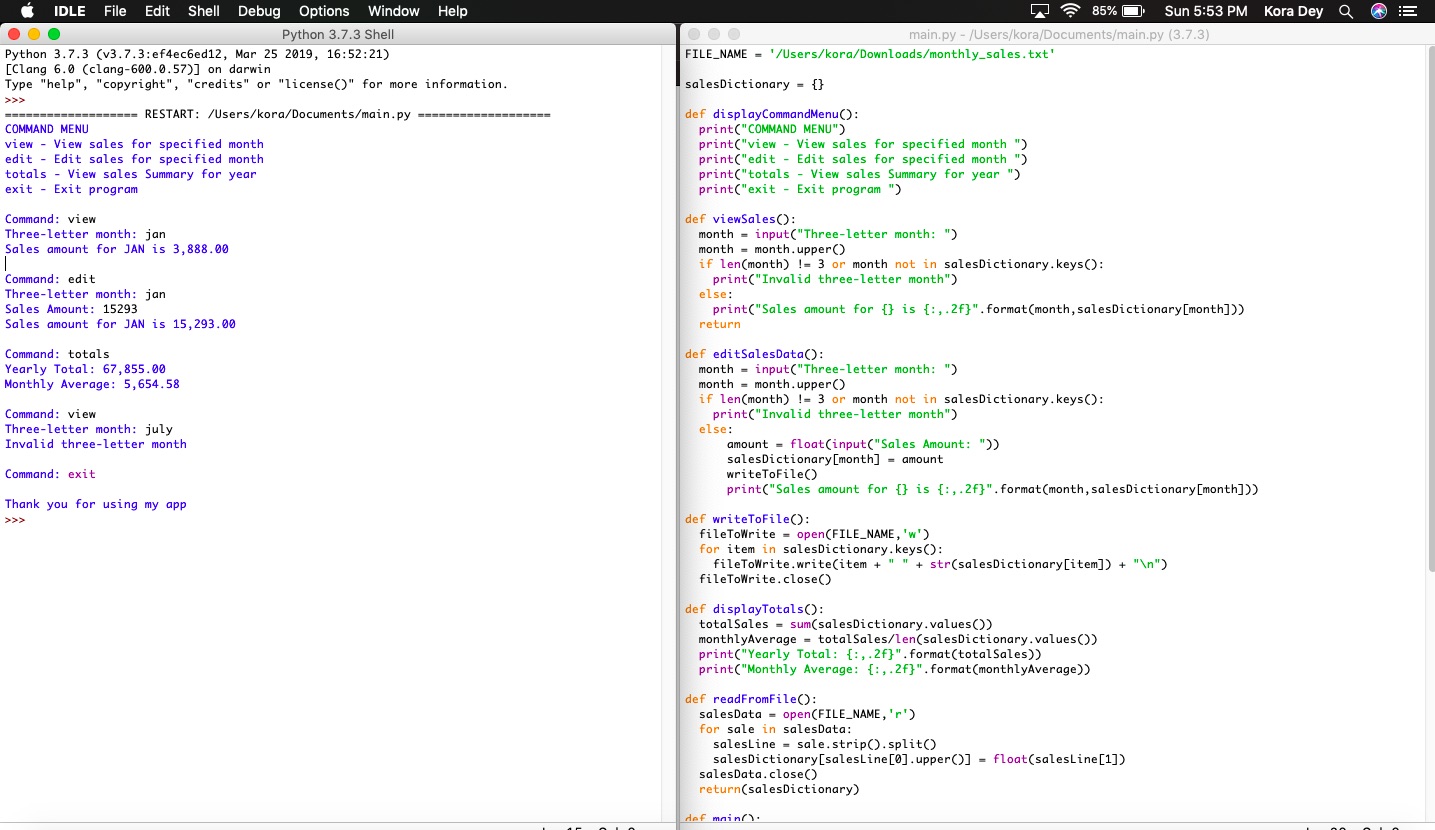 IDLE File Edit Shell Debug Options Window Help 85% Sun 5:53 PM Kora Dey
Python 3.7.3 Shell
Python 3.7.3 (v3.7.3:ef4ec6ed12, Mar 25 2019, 16:52:21)
[Clang 6.0 (clang-600.0.57)] on darwin
Type "help", "copyright", "credits" or "license()" for more information.
>>>
=================== RESTART: /Users/kora/Documents/main.py ===================
COMMAND MENU
view - View sales for specified month
edit - Edit sales for specified month
totals - View sales Summary for year
exit - Exit program

Command: view
Three-letter month: jan
Sales amount for JAN is 3,888.00

Command: edit
Three-letter month: jan
Sales Amount: 15293
Sales amount for JAN is 15,293.00

Command: totals
Yearly Total: 67,855.00
Monthly Average: 5,654.58

Command: view
Three-letter month: july
Invalid three-letter month

Command: exit

Thank you for using my app
>>>
main.py - /Users/kora/Documents/main.py (3.7.3)
FILE_NAME = '/Users/kora/Downloads/monthly_sales.txt'

salesDictionary = {}

def displayCommandMenu():
  print("COMMAND MENU")
  print("view - View sales for specified month ")
  print("edit - Edit sales for specified month ")
  print("totals - View sales Summary for year ")
  print("exit - Exit program ")

def viewSales():
  month = input("Three-letter month: ")
  month = month.upper()
  if len(month) != 3 or month not in salesDictionary.keys():
    print("Invalid three-letter month")
  else:
    print("Sales amount for {} is {:,.2f}".format(month,salesDictionary[month]))
  return

def editSalesData():
  month = input("Three-letter month: ")
  month = month.upper()
  if len(month) != 3 or month not in salesDictionary.keys():
    print("Invalid three-letter month")
  else:
      amount = float(input("Sales Amount: "))
      salesDictionary[month] = amount
      writeToFile()
      print("Sales amount for {} is {:,.2f}".format(month,salesDictionary[month]))

def writeToFile():
  fileToWrite = open(FILE_NAME,'w')
  for item in salesDictionary.keys():
    fileToWrite.write(item + " " + str(salesDictionary[item]) + "\n")
  fileToWrite.close()

def displayTotals():
  totalSales = sum(salesDictionary.values())
  monthlyAverage = totalSales/len(salesDictionary.values())
  print("Yearly Total: {:,.2f}".format(totalSales))
  print("Monthly Average: {:,.2f}".format(monthlyAverage))

def readFromFile():
  salesData = open(FILE_NAME,'r')
  for sale in salesData:
    salesLine = sale.strip().split()
    salesDictionary[salesLine[0].upper()] = float(salesLine[1])
  salesData.close()
  return(salesDictionary)

def main():